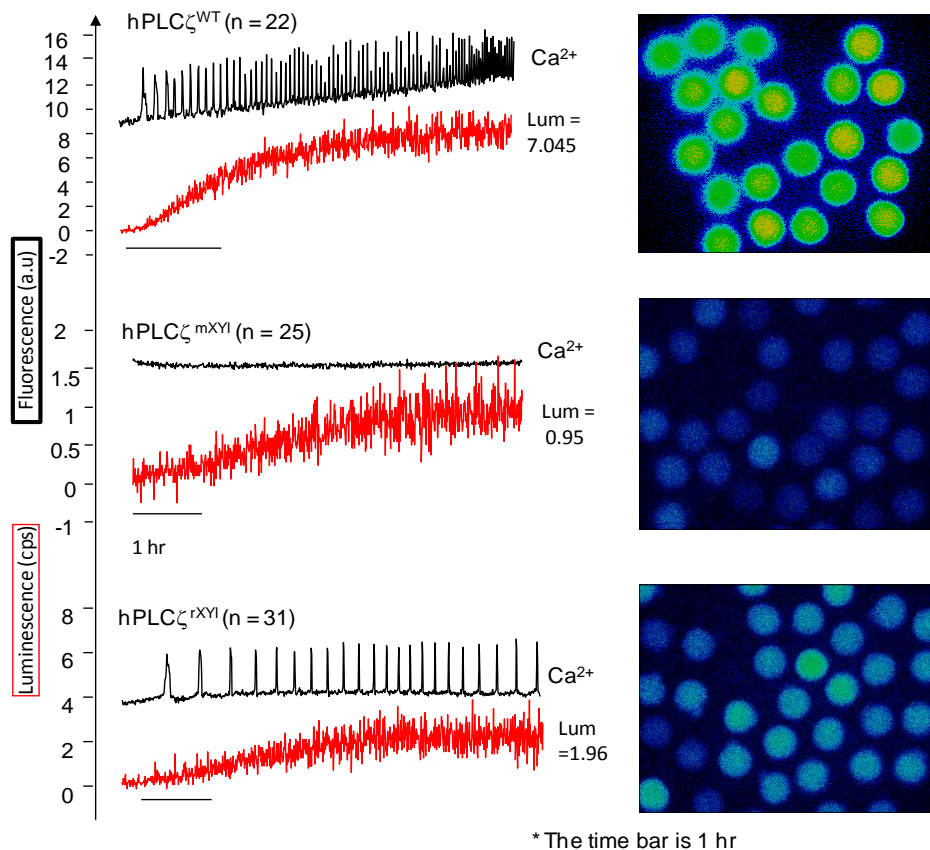 hPLCζ^WT (n = 22)
16
14
12
10
8
6
4
2
0
-2
Ca²⁺
Lum =
7.045
Fluorescence (a.u)
hPLCζ ^mXYl (n = 25)
2
1.5
1
0.5
0
-1
Ca²⁺
Lum =
0.95
1 hr
Luminescence (cps)
hPLCζ^rXYl (n = 31)
8
6
4
2
0
Ca²⁺
Lum
=1.96
* The time bar is 1 hr